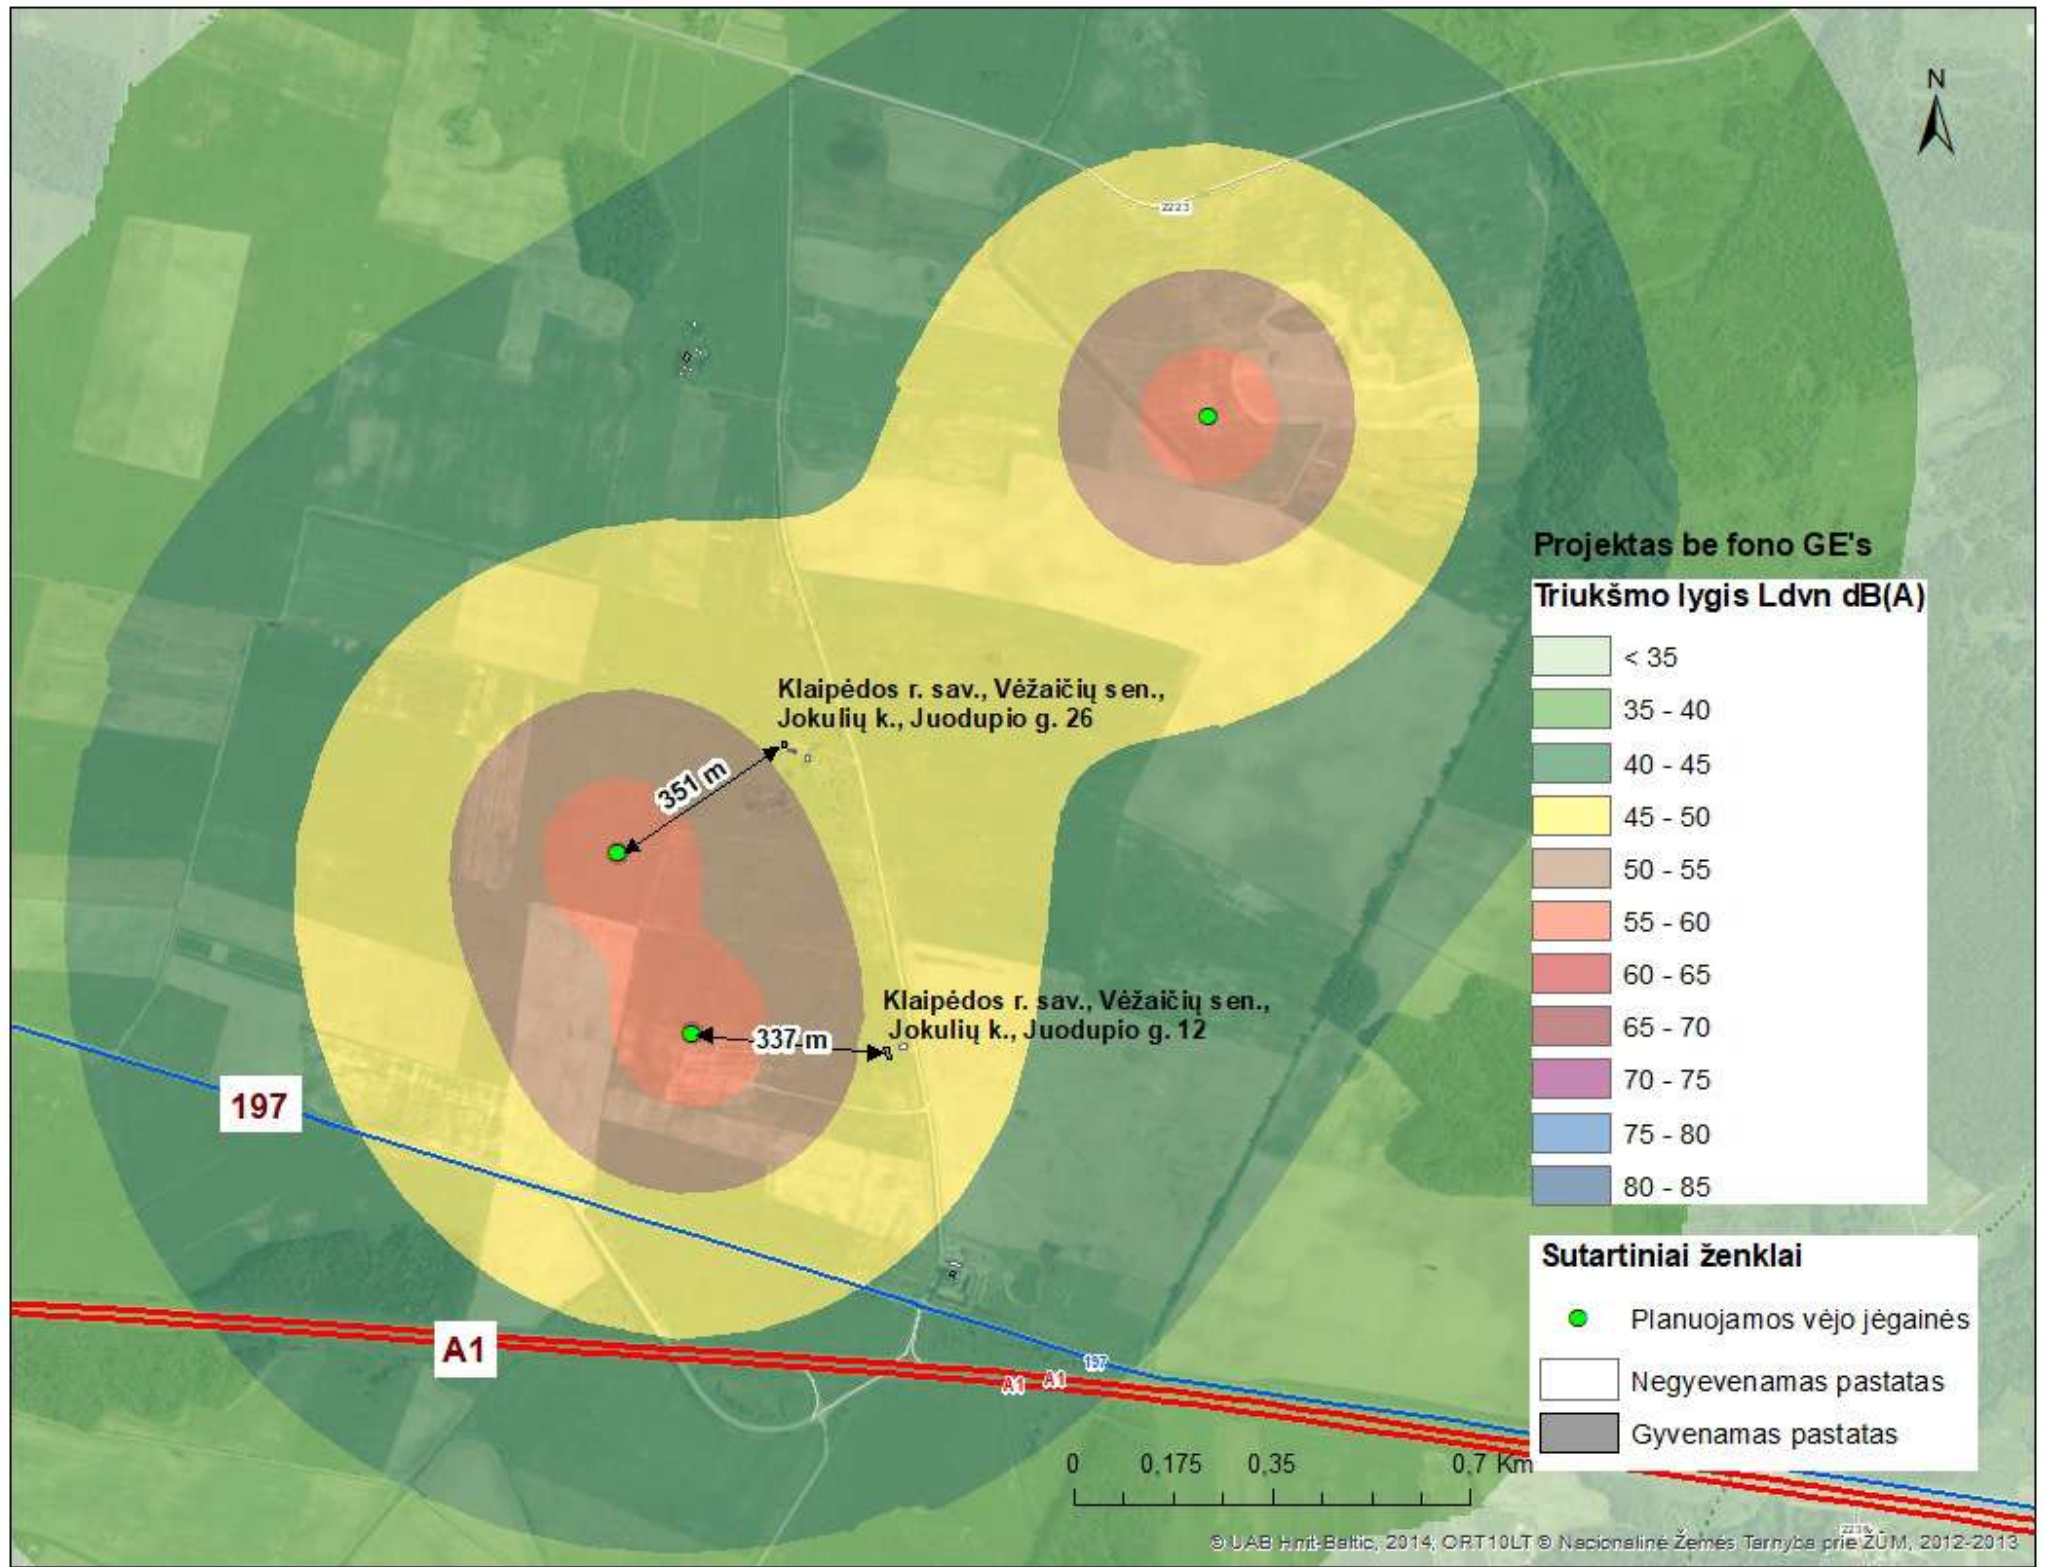 N
2223
Klaipėdos r. sav., Vėžaičių sen.,
Jokulių k., Juodupio g. 26
351 m
Klaipėdos r. sav., Vėžaičių sen.,
Jokulių k., Juodupio g. 12
337 m
197
A1
197
A1 A1
Projektas be fono GE's
Triukšmo lygis Ldvn dB(A)
< 35
35 - 40
40 - 45
45 - 50
50 - 55
55 - 60
60 - 65
65 - 70
70 - 75
75 - 80
80 - 85
Sutartiniai ženklai
Planuojamos vėjo jėgainės
Negyevenamas pastatas
Gyvenamas pastatas
0 0,175 0,35 0,7 Km
© UAB Hnit-Baltic, 2014; ORT10LT © Nacionalinė Žemės Tarnyba prie ŽŪM, 2012-2013